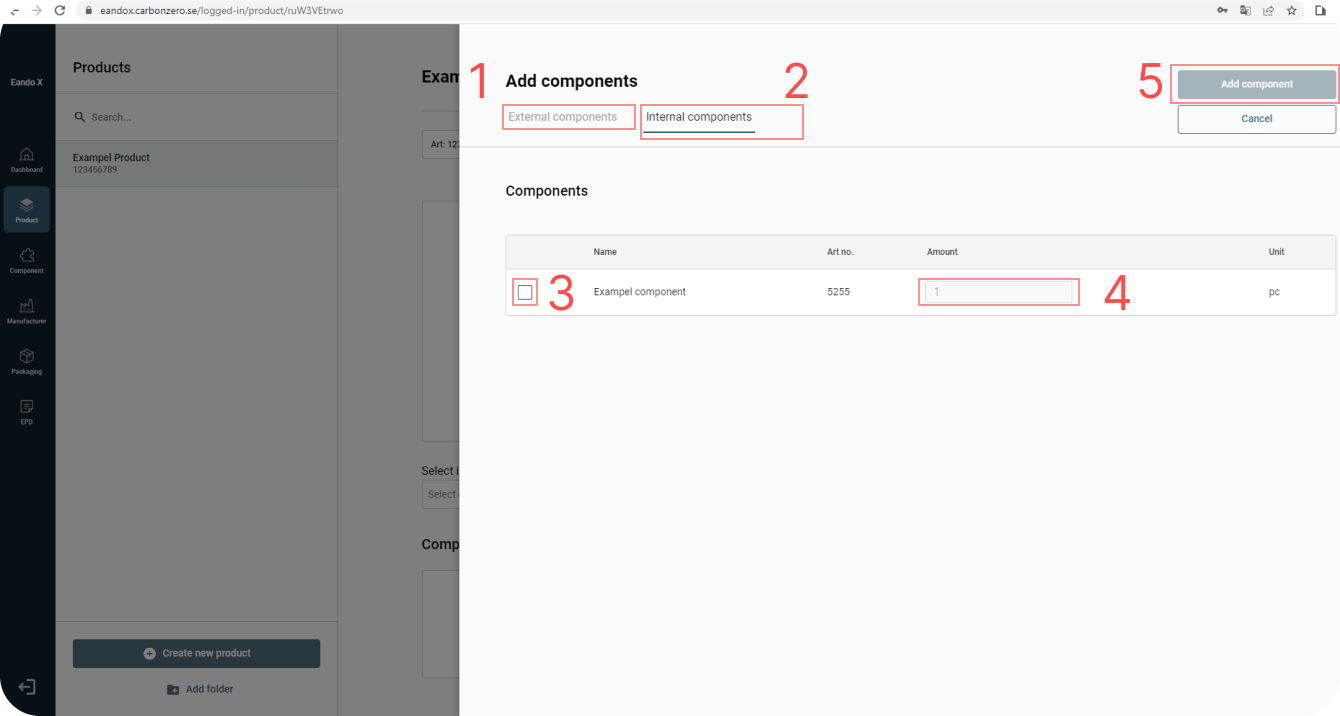 eandox.carbonzero.se/logged-in/product/ruW3VEtrwo
Eando X
Dashboard
Product
Component
Manufacturer
Packaging
EPD
Products
Search...
Exampel Product
123456789
Create new product
Add folder
Exam
Art: 123
Select i
Select
Comp
1
Add components
2
External components
Internal components
5
Add component
Cancel
Components
Name Art no. Amount Unit
3 Exampel component 5255 1 4 pc